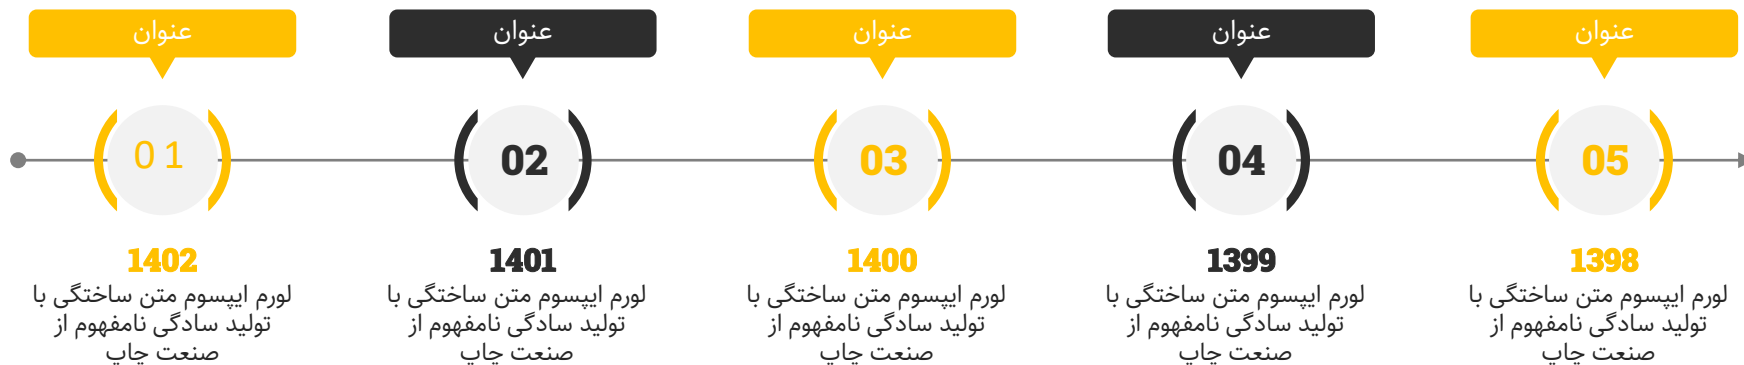 عنوان
01
1402
لورم ایپسوم متن ساختگی با
تولید سادگی نامفهوم از
صنعت چاپ
عنوان
02
1401
لورم ایپسوم متن ساختگی با
تولید سادگی نامفهوم از
صنعت چاپ
عنوان
03
1400
لورم ایپسوم متن ساختگی با
تولید سادگی نامفهوم از
صنعت چاپ
عنوان
04
1399
لورم ایپسوم متن ساختگی با
تولید سادگی نامفهوم از
صنعت چاپ
عنوان
05
1398
لورم ایپسوم متن ساختگی با
تولید سادگی نامفهوم از
صنعت چاپ